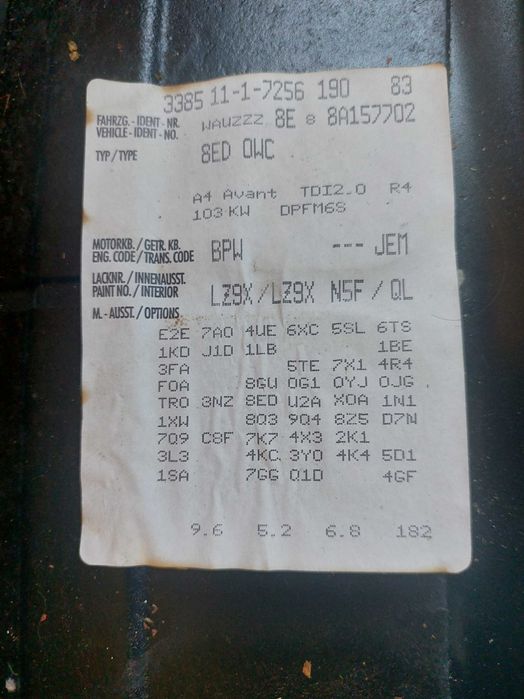 3385 11-1-7256 190 83
FAHRZG.-IDENT-NR.
VEHICLE-IDENT-NO. WAUZZZ 8E 8 8A157702
TYP/TYPE 8ED 0WC
A4 Avant TDI2.0 R4
103 KW DPFM6S
MOTORKB./GETR.KB.
ENG.CODE/TRANS.CODE BPW --- JEM
LACKNR./INNENAUSST.
PAINT NO./INTERIOR LZ9X/LZ9X N5F/QL
M.-AUSST./OPTIONS
E2E 7A0 4UE 6XC 5SL 6TS
1KD J1D 1LB 1BE
3FA 5TE 7X1 4R4
F0A 8GU 0G1 0YJ 0JG
TR0 3NZ 8ED U2A X0A 1N1
1XW 8Q3 9Q4 8Z5 D7N
7Q9 C8F 7K7 4X3 2K1
3L3 4KC 3Y0 4K4 5D1
1SA 7GG 01D 4GF
9.6 5.2 6.8 182